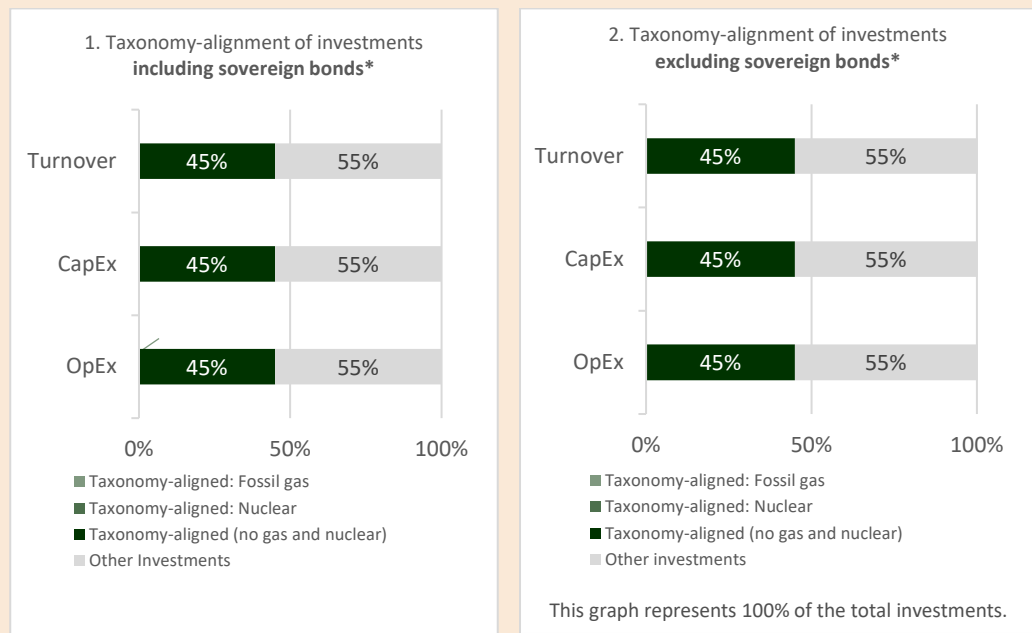 1. Taxonomy-alignment of investments
including sovereign bonds*
Turnover
45%
55%
CapEx
45%
55%
OpEx
45%
55%
0%
50%
100%
Taxonomy-aligned: Fossil gas
Taxonomy-aligned: Nuclear
Taxonomy-aligned (no gas and nuclear)
Other Investments
2. Taxonomy-alignment of investments
excluding sovereign bonds*
Turnover
45%
55%
CapEx
45%
55%
OpEx
45%
55%
0%
50%
100%
Taxonomy-aligned: Fossil gas
Taxonomy-aligned: Nuclear
Taxonomy-aligned (no gas and nuclear)
Other investments
This graph represents 100% of the total investments.